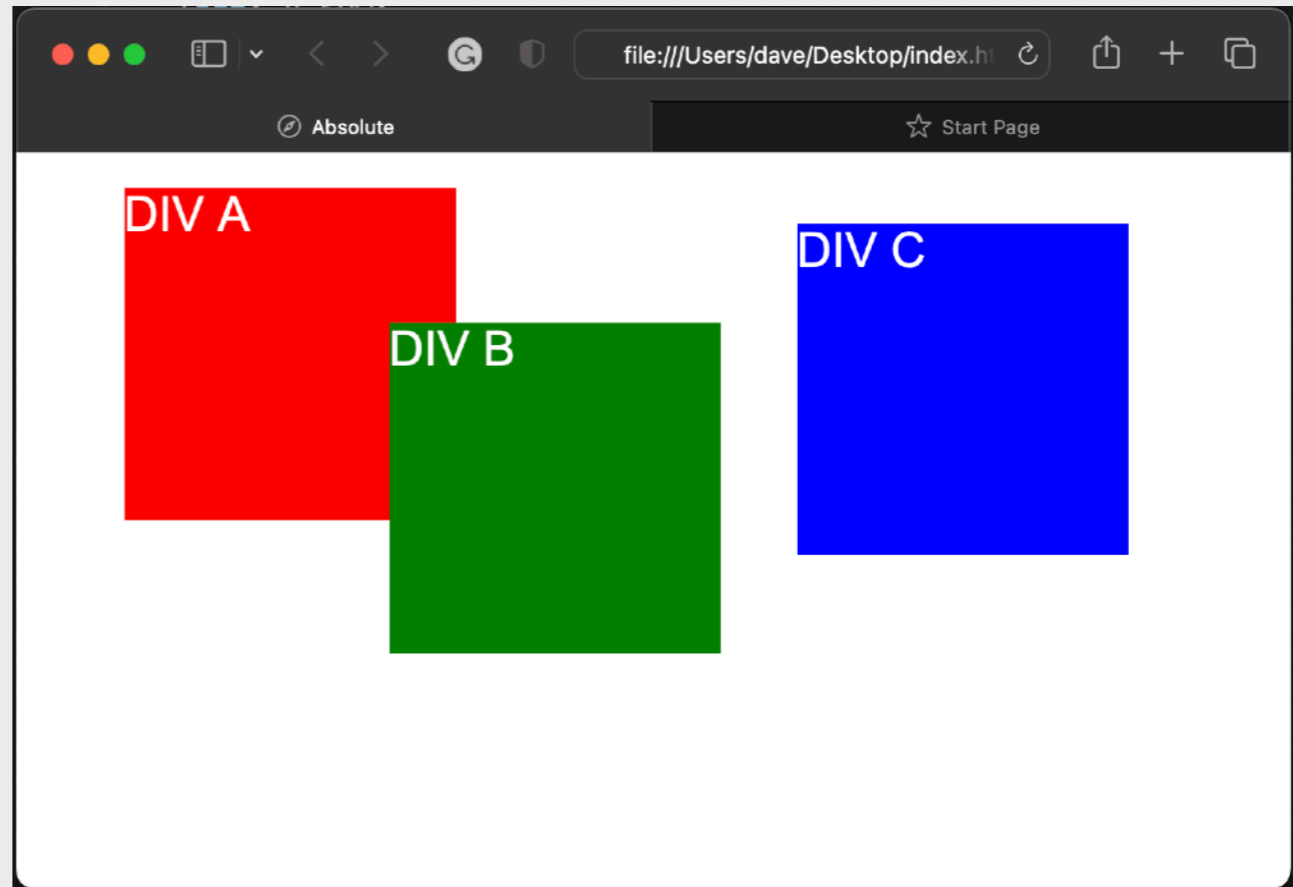 file:///Users/dave/Desktop/index.ht
Absolute
Start Page
DIV A
DIV C
DIV B